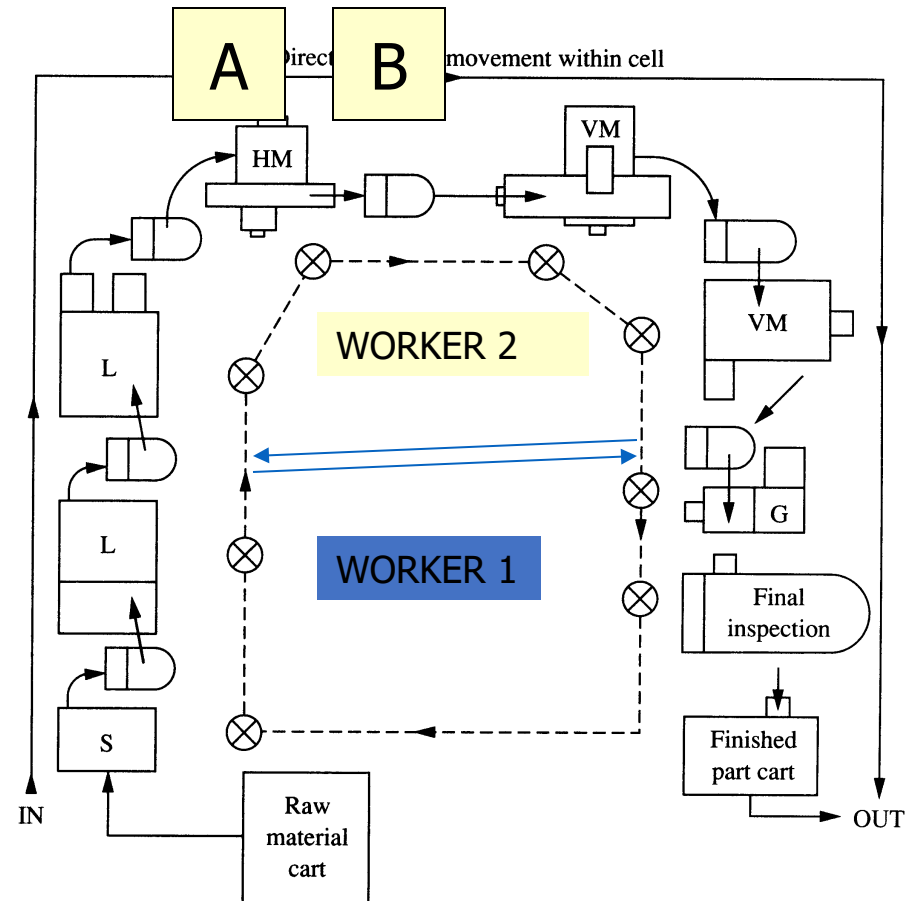 A
B
movement within cell
HM
VM
VM
WORKER 2
L
L
G
WORKER 1
Final
inspection
S
Finished
part cart
IN
OUT
Raw
material
cart